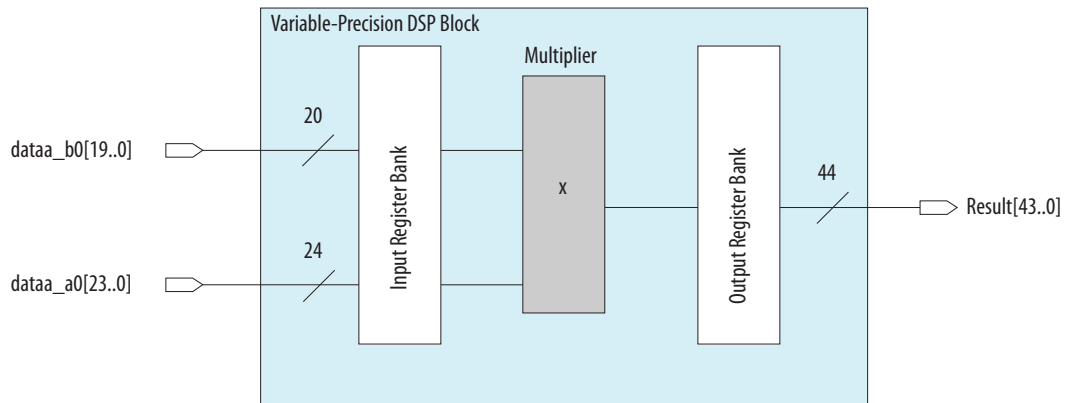 Variable-Precision DSP Block
Multiplier
20
dataa_b0[19..0]
Input Register Bank
x
Output Register Bank
44
Result[43..0]
24
dataa_a0[23..0]